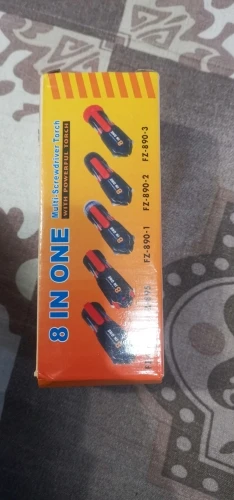 8 IN ONE
Multi-Screwdriver Torch
WITH POWERFUL TORCH
FZ-890-3
FZ-890-2
FZ-890-1